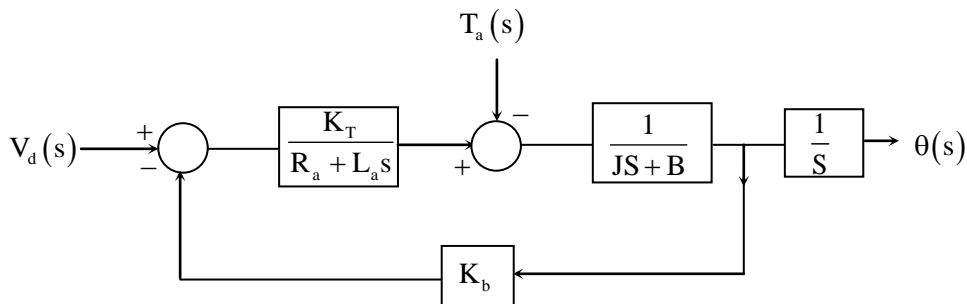 T_a(s)
V_d(s)
+
−
K_T
R_a + L_a s
+
−
1
JS + B
1
S
θ(s)
K_b